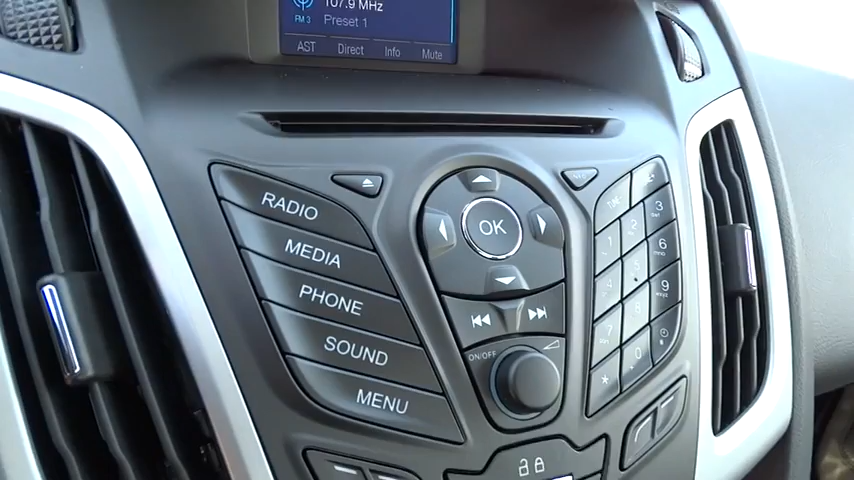 107.9 MHz
FM 3
Preset 1
AST Direct Info Mute
RADIO
MEDIA
PHONE
SOUND
MENU
OK
ON/OFF
1 2 3
4 5 6
7 8 9
* 0